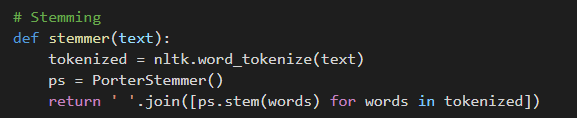 # Stemming
def stemmer(text):
    tokenized = nltk.word_tokenize(text)
    ps = PorterStemmer()
    return ' '.join([ps.stem(words) for words in tokenized])